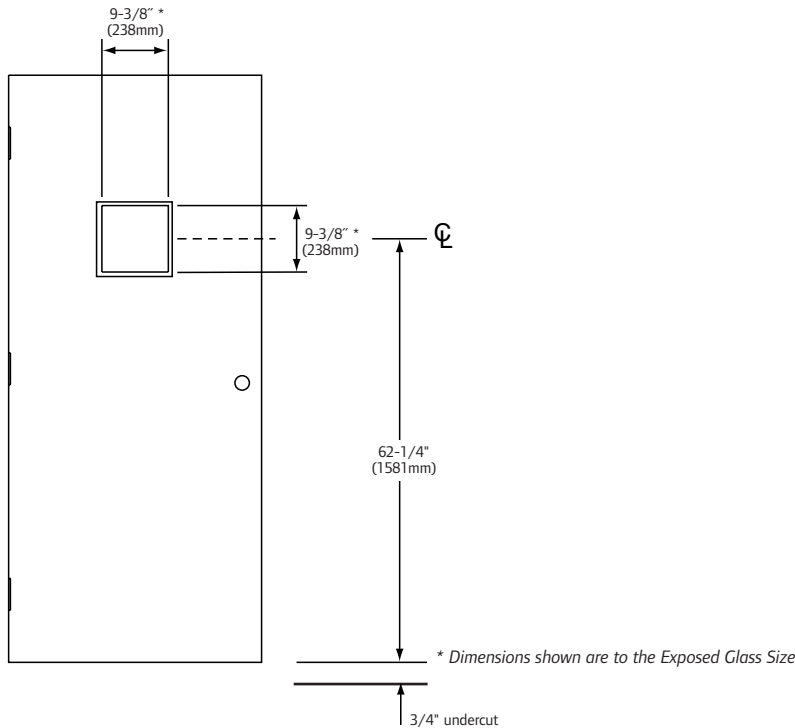 9-3/8˝ *
(238mm)
9-3/8˝ *
(238mm)
℄
62-1/4"
(1581mm)
* Dimensions shown are to the Exposed Glass Size
3/4" undercut